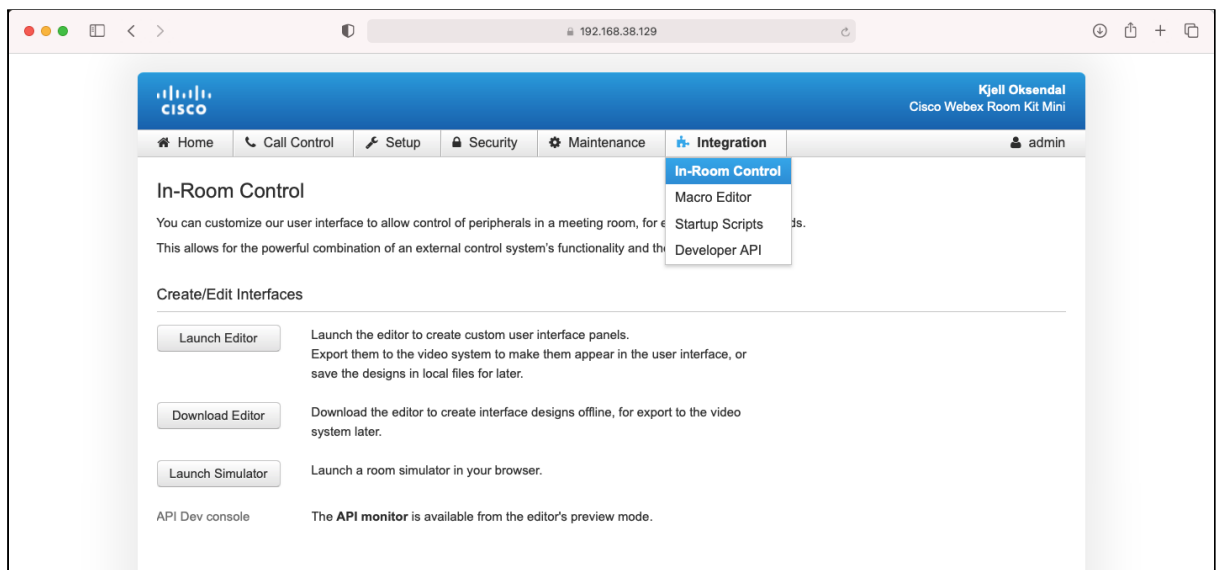 192.168.38.129
CISCO
Kjell Oksendal
Cisco Webex Room Kit Mini
Home Call Control Setup Security Maintenance Integration admin
In-Room Control
Macro Editor
Startup Scripts
Developer API
In-Room Control
You can customize our user interface to allow control of peripherals in a meeting room, for
This allows for the powerful combination of an external control system's functionality and
Create/Edit Interfaces
Launch Editor
Launch the editor to create custom user interface panels.
Export them to the video system to make them appear in the user interface, or
save the designs in local files for later.
Download Editor
Download the editor to create interface designs offline, for export to the video
system later.
Launch Simulator
Launch a room simulator in your browser.
API Dev console
The API monitor is available from the editor's preview mode.